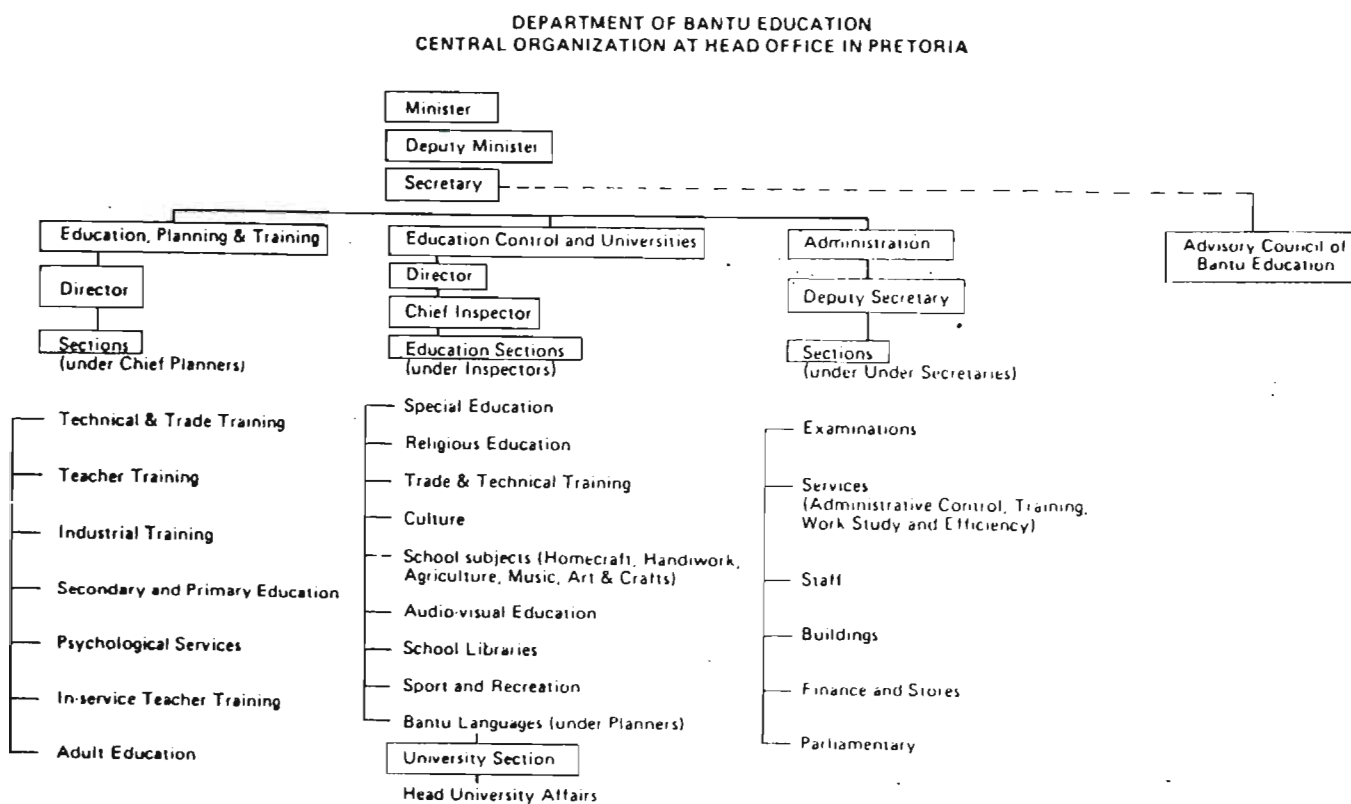 DEPARTMENT OF BANTU EDUCATION
CENTRAL ORGANIZATION AT HEAD OFFICE IN PRETORIA
Minister
Deputy Minister
Secretary
Education, Planning & Training
Director
Sections
(under Chief Planners)
Technical & Trade Training
Teacher Training
Industrial Training
Secondary and Primary Education
Psychological Services
In-service Teacher Training
Adult Education
Education Control and Universities
Director
Chief Inspector
Education Sections
(under Inspectors)
Special Education
Religious Education
Trade & Technical Training
Culture
School subjects (Homecraft, Handiwork,
Agriculture, Music, Art & Crafts)
Audio-visual Education
School Libraries
Sport and Recreation
Bantu Languages (under Planners)
University Section
Head University Affairs
Administration
Deputy Secretary
Sections
(under Under Secretaries)
Examinations
Services
(Administrative Control, Training,
Work Study and Efficiency)
Staff
Buildings
Finance and Stores
Parliamentary
Advisory Council of
Bantu Education